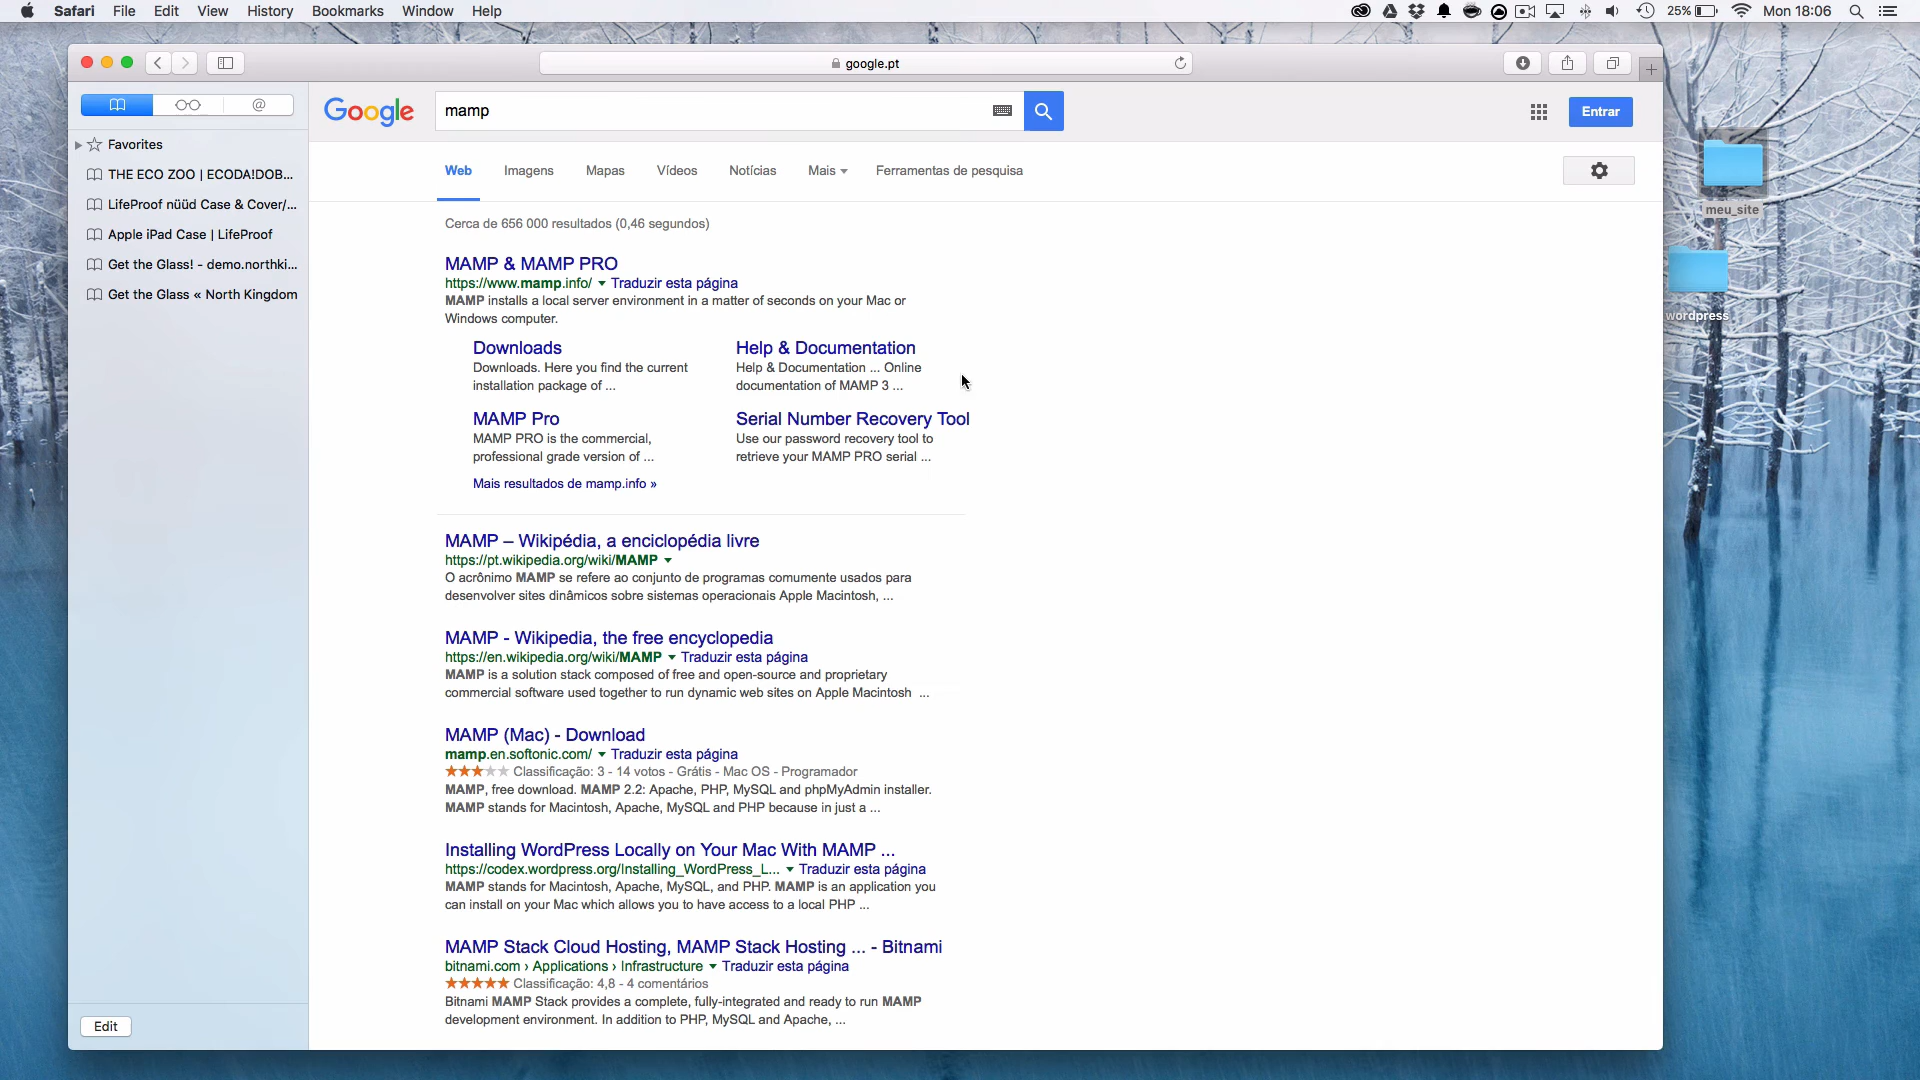 Safari File Edit View History Bookmarks Window Help
25% Mon 18:06
google.pt
Google
mamp
Entrar
@
Favorites
THE ECO ZOO | ECODA!DOB...
LifeProof nüüd Case & Cover/...
Apple iPad Case | LifeProof
Get the Glass! - demo.northki...
Get the Glass « North Kingdom
Edit
Web Imagens Mapas Vídeos Notícias Mais Ferramentas de pesquisa
Cerca de 656 000 resultados (0,46 segundos)
MAMP & MAMP PRO
https://www.mamp.info/ Traduzir esta página
MAMP installs a local server environment in a matter of seconds on your Mac or
Windows computer.
Downloads
Downloads. Here you find the current
installation package of ...
Help & Documentation
Help & Documentation ... Online
documentation of MAMP 3 ...
MAMP Pro
MAMP PRO is the commercial,
professional grade version of ...
Serial Number Recovery Tool
Use our password recovery tool to
retrieve your MAMP PRO serial ...
Mais resultados de mamp.info »
MAMP – Wikipédia, a enciclopédia livre
https://pt.wikipedia.org/wiki/MAMP
O acrônimo MAMP se refere ao conjunto de programas comumente usados para
desenvolver sites dinâmicos sobre sistemas operacionais Apple Macintosh, ...
MAMP - Wikipedia, the free encyclopedia
https://en.wikipedia.org/wiki/MAMP Traduzir esta página
MAMP is a solution stack composed of free and open-source and proprietary
commercial software used together to run dynamic web sites on Apple Macintosh ...
MAMP (Mac) - Download
mamp.en.softonic.com/ Traduzir esta página
Classificação: 3 - 14 votos - Grátis - Mac OS - Programador
MAMP, free download. MAMP 2.2: Apache, PHP, MySQL and phpMyAdmin installer.
MAMP stands for Macintosh, Apache, MySQL and PHP because in just a ...
Installing WordPress Locally on Your Mac With MAMP ...
https://codex.wordpress.org/Installing_WordPress_L... Traduzir esta página
MAMP stands for Macintosh, Apache, MySQL, and PHP. MAMP is an application you
can install on your Mac which allows you to have access to a local PHP ...
MAMP Stack Cloud Hosting, MAMP Stack Hosting ... - Bitnami
bitnami.com › Applications › Infrastructure Traduzir esta página
Classificação: 4,8 - 4 comentários
Bitnami MAMP Stack provides a complete, fully-integrated and ready to run MAMP
development environment. In addition to PHP, MySQL and Apache, ...
meu_site
wordpress